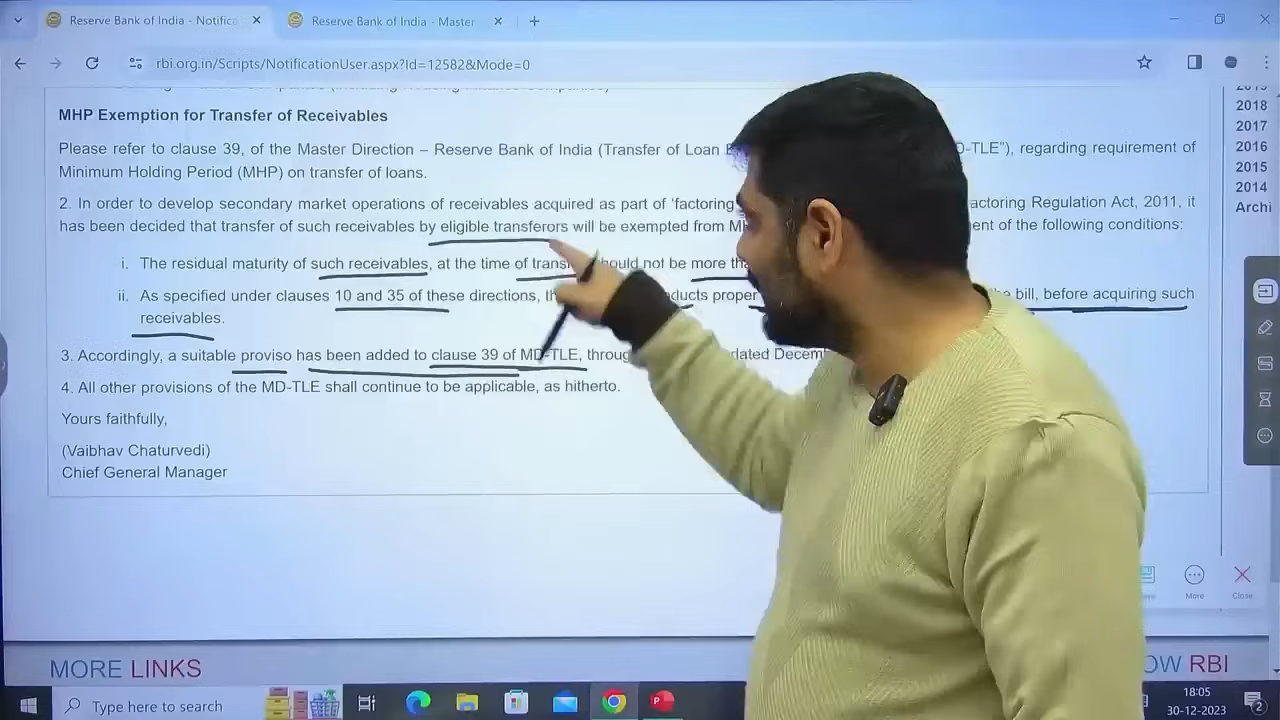 Reserve Bank of India - Notifica
Reserve Bank of India - Master
rbi.org.in/Scripts/NotificationUser.aspx?Id=12582&Mode=0
MHP Exemption for Transfer of Receivables
Please refer to clause 39, of the Master Direction – Reserve Bank of India (Transfer of Loan E D-TLE”), regarding requirement of
Minimum Holding Period (MHP) on transfer of loans.
2. In order to develop secondary market operations of receivables acquired as part of ‘factoring actoring Regulation Act, 2011, it
has been decided that transfer of such receivables by eligible transferors will be exempted from MH ent of the following conditions:
i. The residual maturity of such receivables, at the time of transf hould not be more tha
ii. As specified under clauses 10 and 35 of these directions, th ducts proper e bill, before acquiring such
receivables.
3. Accordingly, a suitable proviso has been added to clause 39 of MD-TLE, throug dated Decem
4. All other provisions of the MD-TLE shall continue to be applicable, as hitherto.
Yours faithfully,
(Vaibhav Chaturvedi)
Chief General Manager
2018
2017
2016
2015
2014
Archi
More
Close
MORE LINKS
OW RBI
Type here to search
18:05
30-12-2023
2